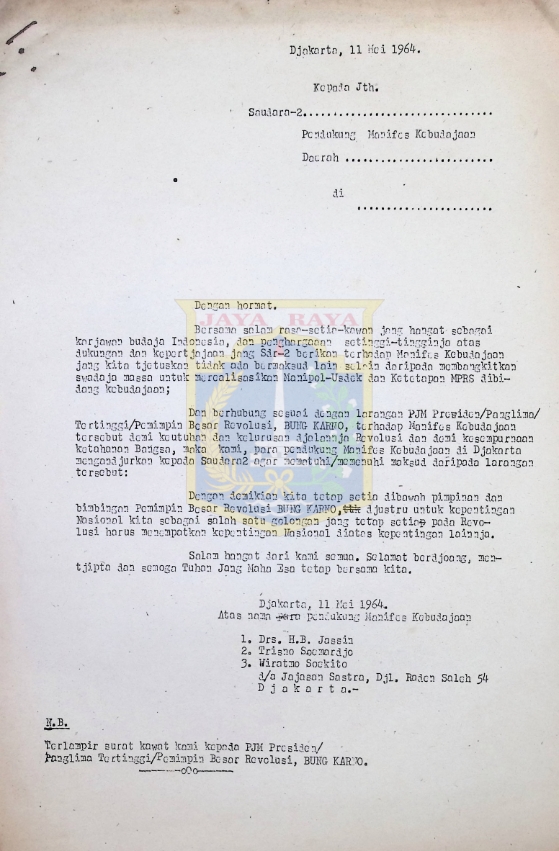 Djakarta, 11 Mei 1964.
Kepada Jth.
Saudara-2................................
Pendukung Manifes Kebudajaan
Daerah .........................
di
.......................
Dengan hormat.
JAYA RAYA
Bersama salam rasa-setia-kawan jang hangat sebagai
karjawan budaja Indonesia, dan penghargaan setinggi-tingginja atas
dukungan dan kepertjajaan jang Sdr-2 berikan terhadap Manifes Kebudajaan
jang kita tjetuskan tidak ada bermaksud lain selain daripada membangkitkan
swadaja massa untuk merealisasikan Manipol-Usdek dan Ketetapan MPRS dibi-
dang kebudajaan;
Dan berhubung sesuai dengan larangan PJM Presiden/Panglima/
Tertinggi/Pemimpin Besar Revolusi, BUNG KARNO, terhadap Manifes Kebudajaan
tersebut demi keutuhan dan kelurusan djalannja Revolusi dan demi kesempurnaan
ketahanan Bangsa, maka kami, para pendukung Manifes Kebudajaan di Djakarta
mengandjurkan kepada Saudara2 agar mematuhi/memenuhi maksud daripada larangan
tersebut:
Dengan demikian kita tetap setia dibawah pimpinan dan
bimbingan Pemimpin Besar Revolusi BUNG KARNO, djustru untuk kepentingan
Nasional kita sebagai salah satu golongan jang tetap setia pada Revo-
lusi harus menempatkan kepentingan Nasional diatas kepentingan lainnja.
Salam hangat dari kami semua. Selamat berdjoang, men-
tjipta dan semoga Tuhan Jang Maha Esa tetap bersama kita.
Djakarta, 11 Mei 1964.
Atas nama para pendukung Manifes Kebudajaan
1. Drs. H.B. Jassin
2. Trisno Soemardjo
3. Wiratmo Soekito
d/a Jajasan Sastra, Djl. Raden Saleh 54
D j a k a r t a.-
N.B.
Terlampir surat kawat kami kepada PJM Presiden/
Panglima Tertinggi/Pemimpin Besar Revolusi, BUNG KARNO.
-----oOo-----